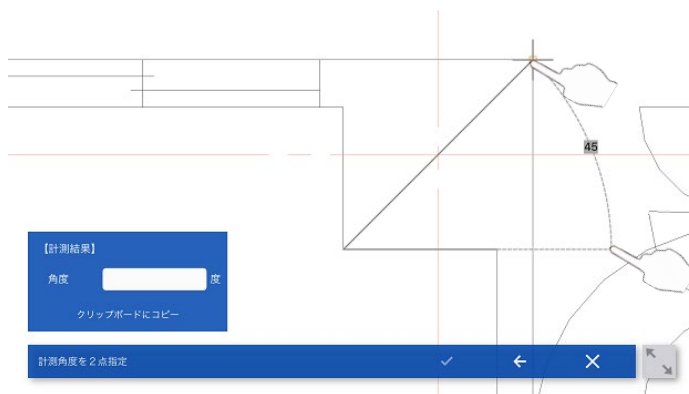 45
【計測結果】
角度 度
クリップボードにコピー
計測角度を2点指定